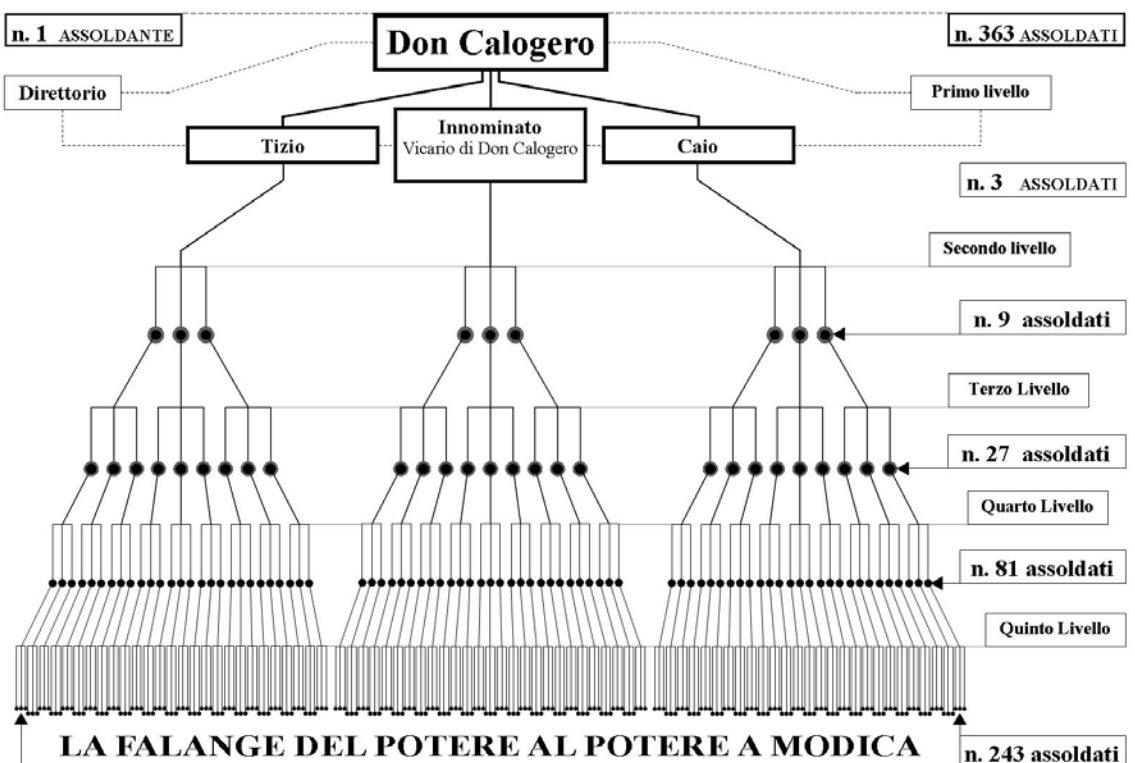 n. 1 ASSOLDANTE
Don Calogero
n. 363 ASSOLDATI
Direttorio
Primo livello
Tizio
Innominato
Vicario di Don Calogero
Caio
n. 3 ASSOLDATI
Secondo livello
n. 9 assoldati
Terzo Livello
n. 27 assoldati
Quarto Livello
n. 81 assoldati
Quinto Livello
LA FALANGE DEL POTERE AL POTERE A MODICA
n. 243 assoldati